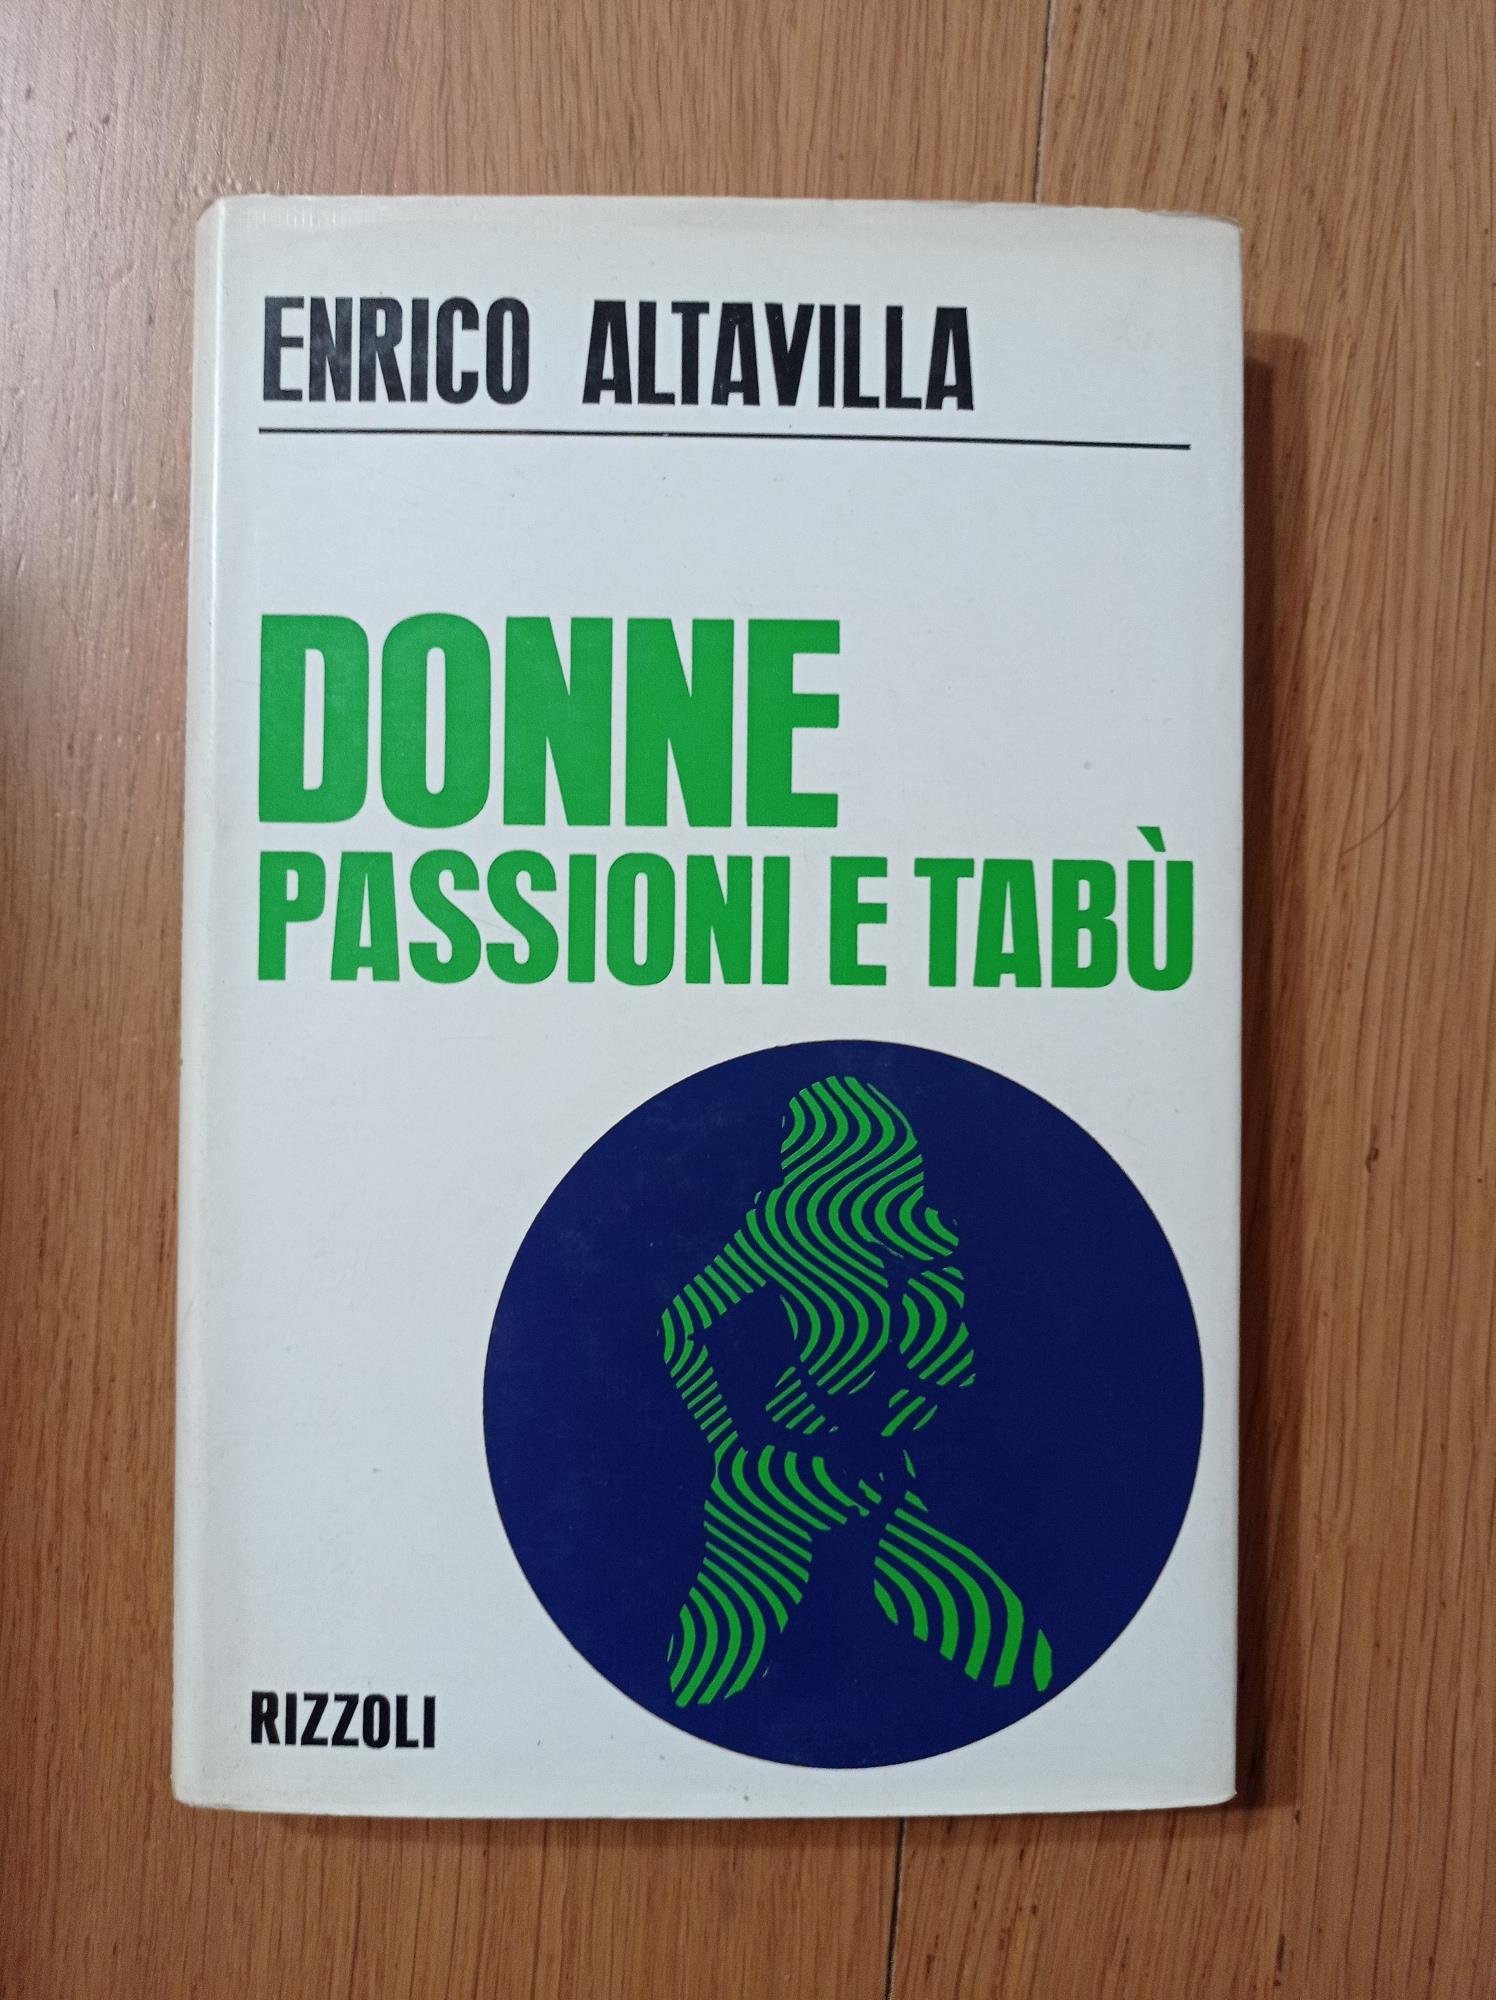 ENRICO ALTAVILLA
DONNE
PASSIONI E TABÙ
RIZZOLI